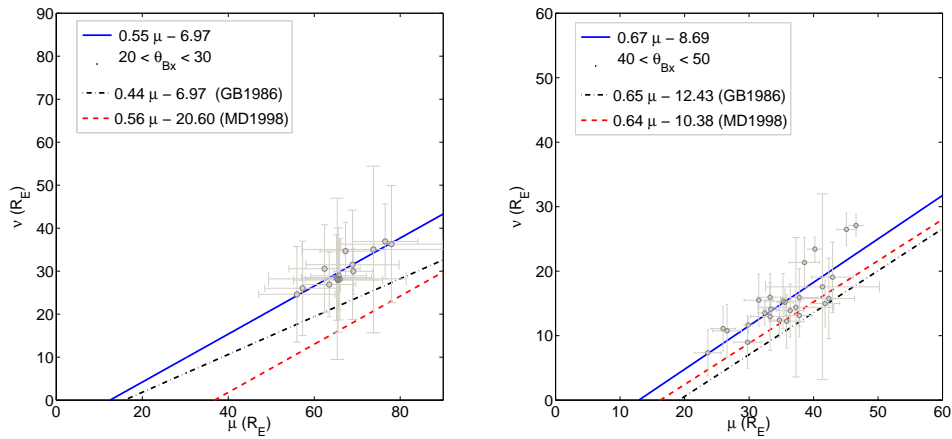 90
80
70
60
50
40
30
20
10
0
ν (R_E)
0.55 μ − 6.97
20 < θ_Bx < 30
0.44 μ − 6.97 (GB1986)
0.56 μ − 20.60 (MD1998)
0 20 40 60 80
μ (R_E)
60
50
40
30
20
10
0
ν (R_E)
0.67 μ − 8.69
40 < θ_Bx < 50
0.65 μ − 12.43 (GB1986)
0.64 μ − 10.38 (MD1998)
0 10 20 30 40 50 60
μ (R_E)